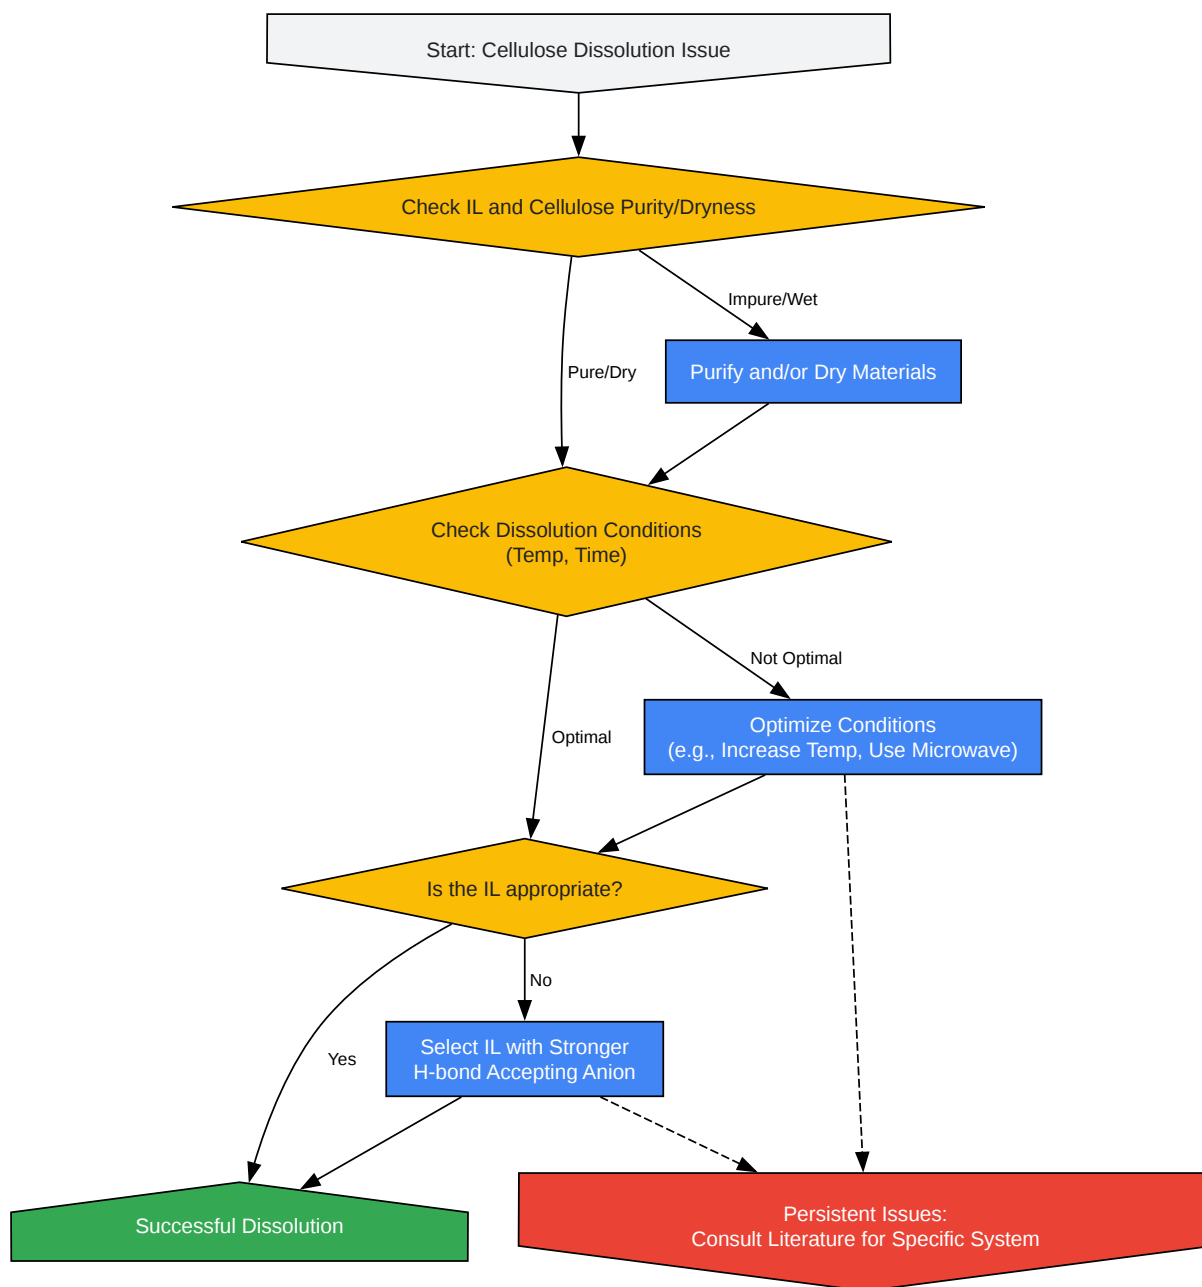 Start: Cellulose Dissolution Issue
Check IL and Cellulose Purity/Dryness
Impure/Wet
Pure/Dry
Purify and/or Dry Materials
Check Dissolution Conditions
(Temp, Time)
Not Optimal
Optimal
Optimize Conditions
(e.g., Increase Temp, Use Microwave)
Is the IL appropriate?
No
Yes
Select IL with Stronger
H-bond Accepting Anion
Successful Dissolution
Persistent Issues:
Consult Literature for Specific System